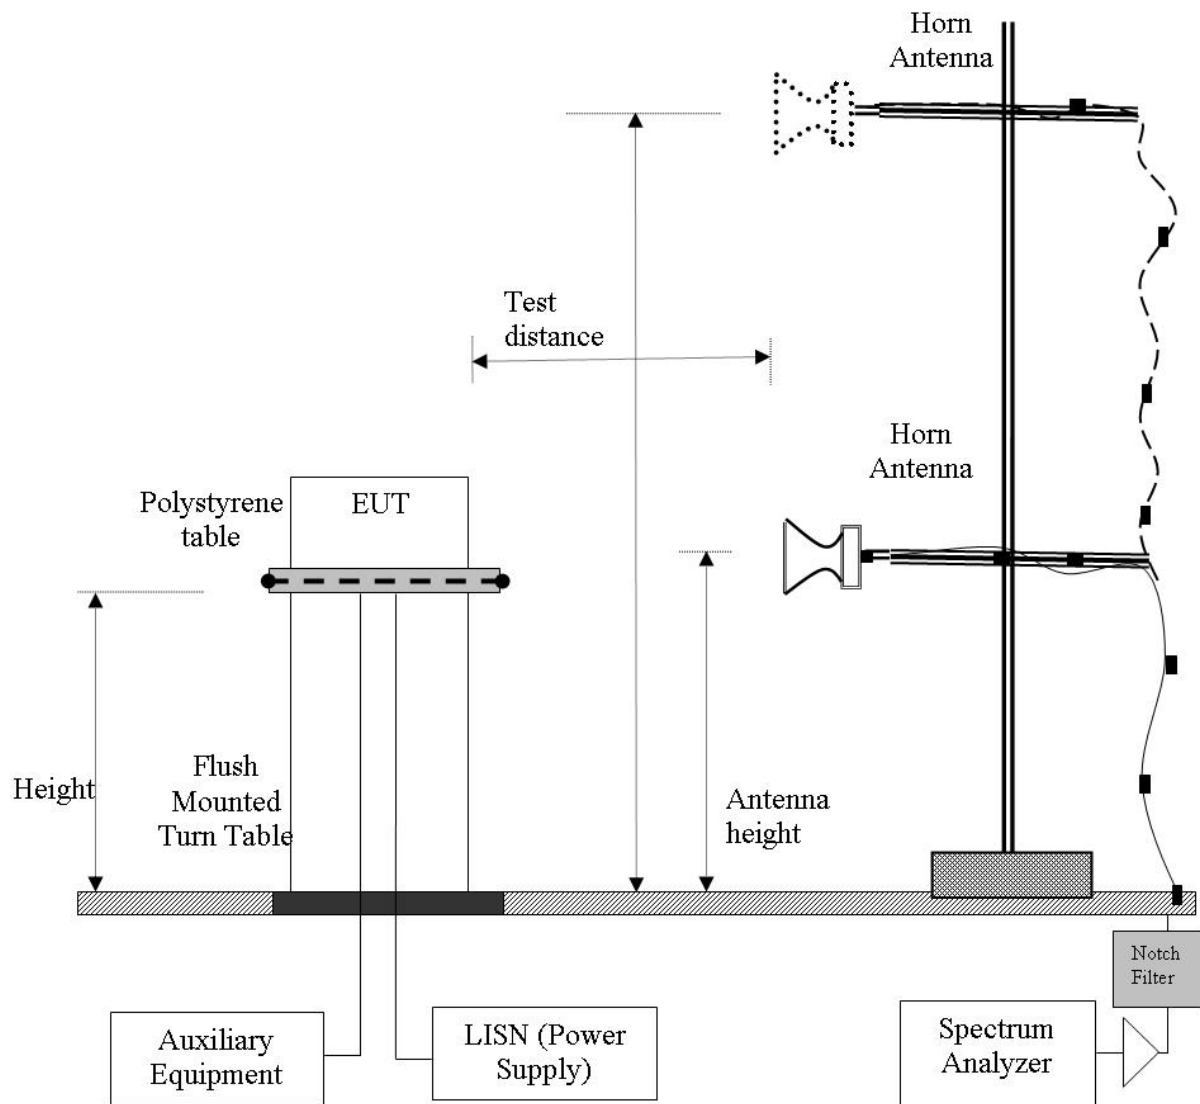 Horn
Antenna
Test
distance
Horn
Antenna
Polystyrene
table
EUT
Height
Flush
Mounted
Turn Table
Antenna
height
Notch
Filter
Auxiliary
Equipment
LISN (Power
Supply)
Spectrum
Analyzer